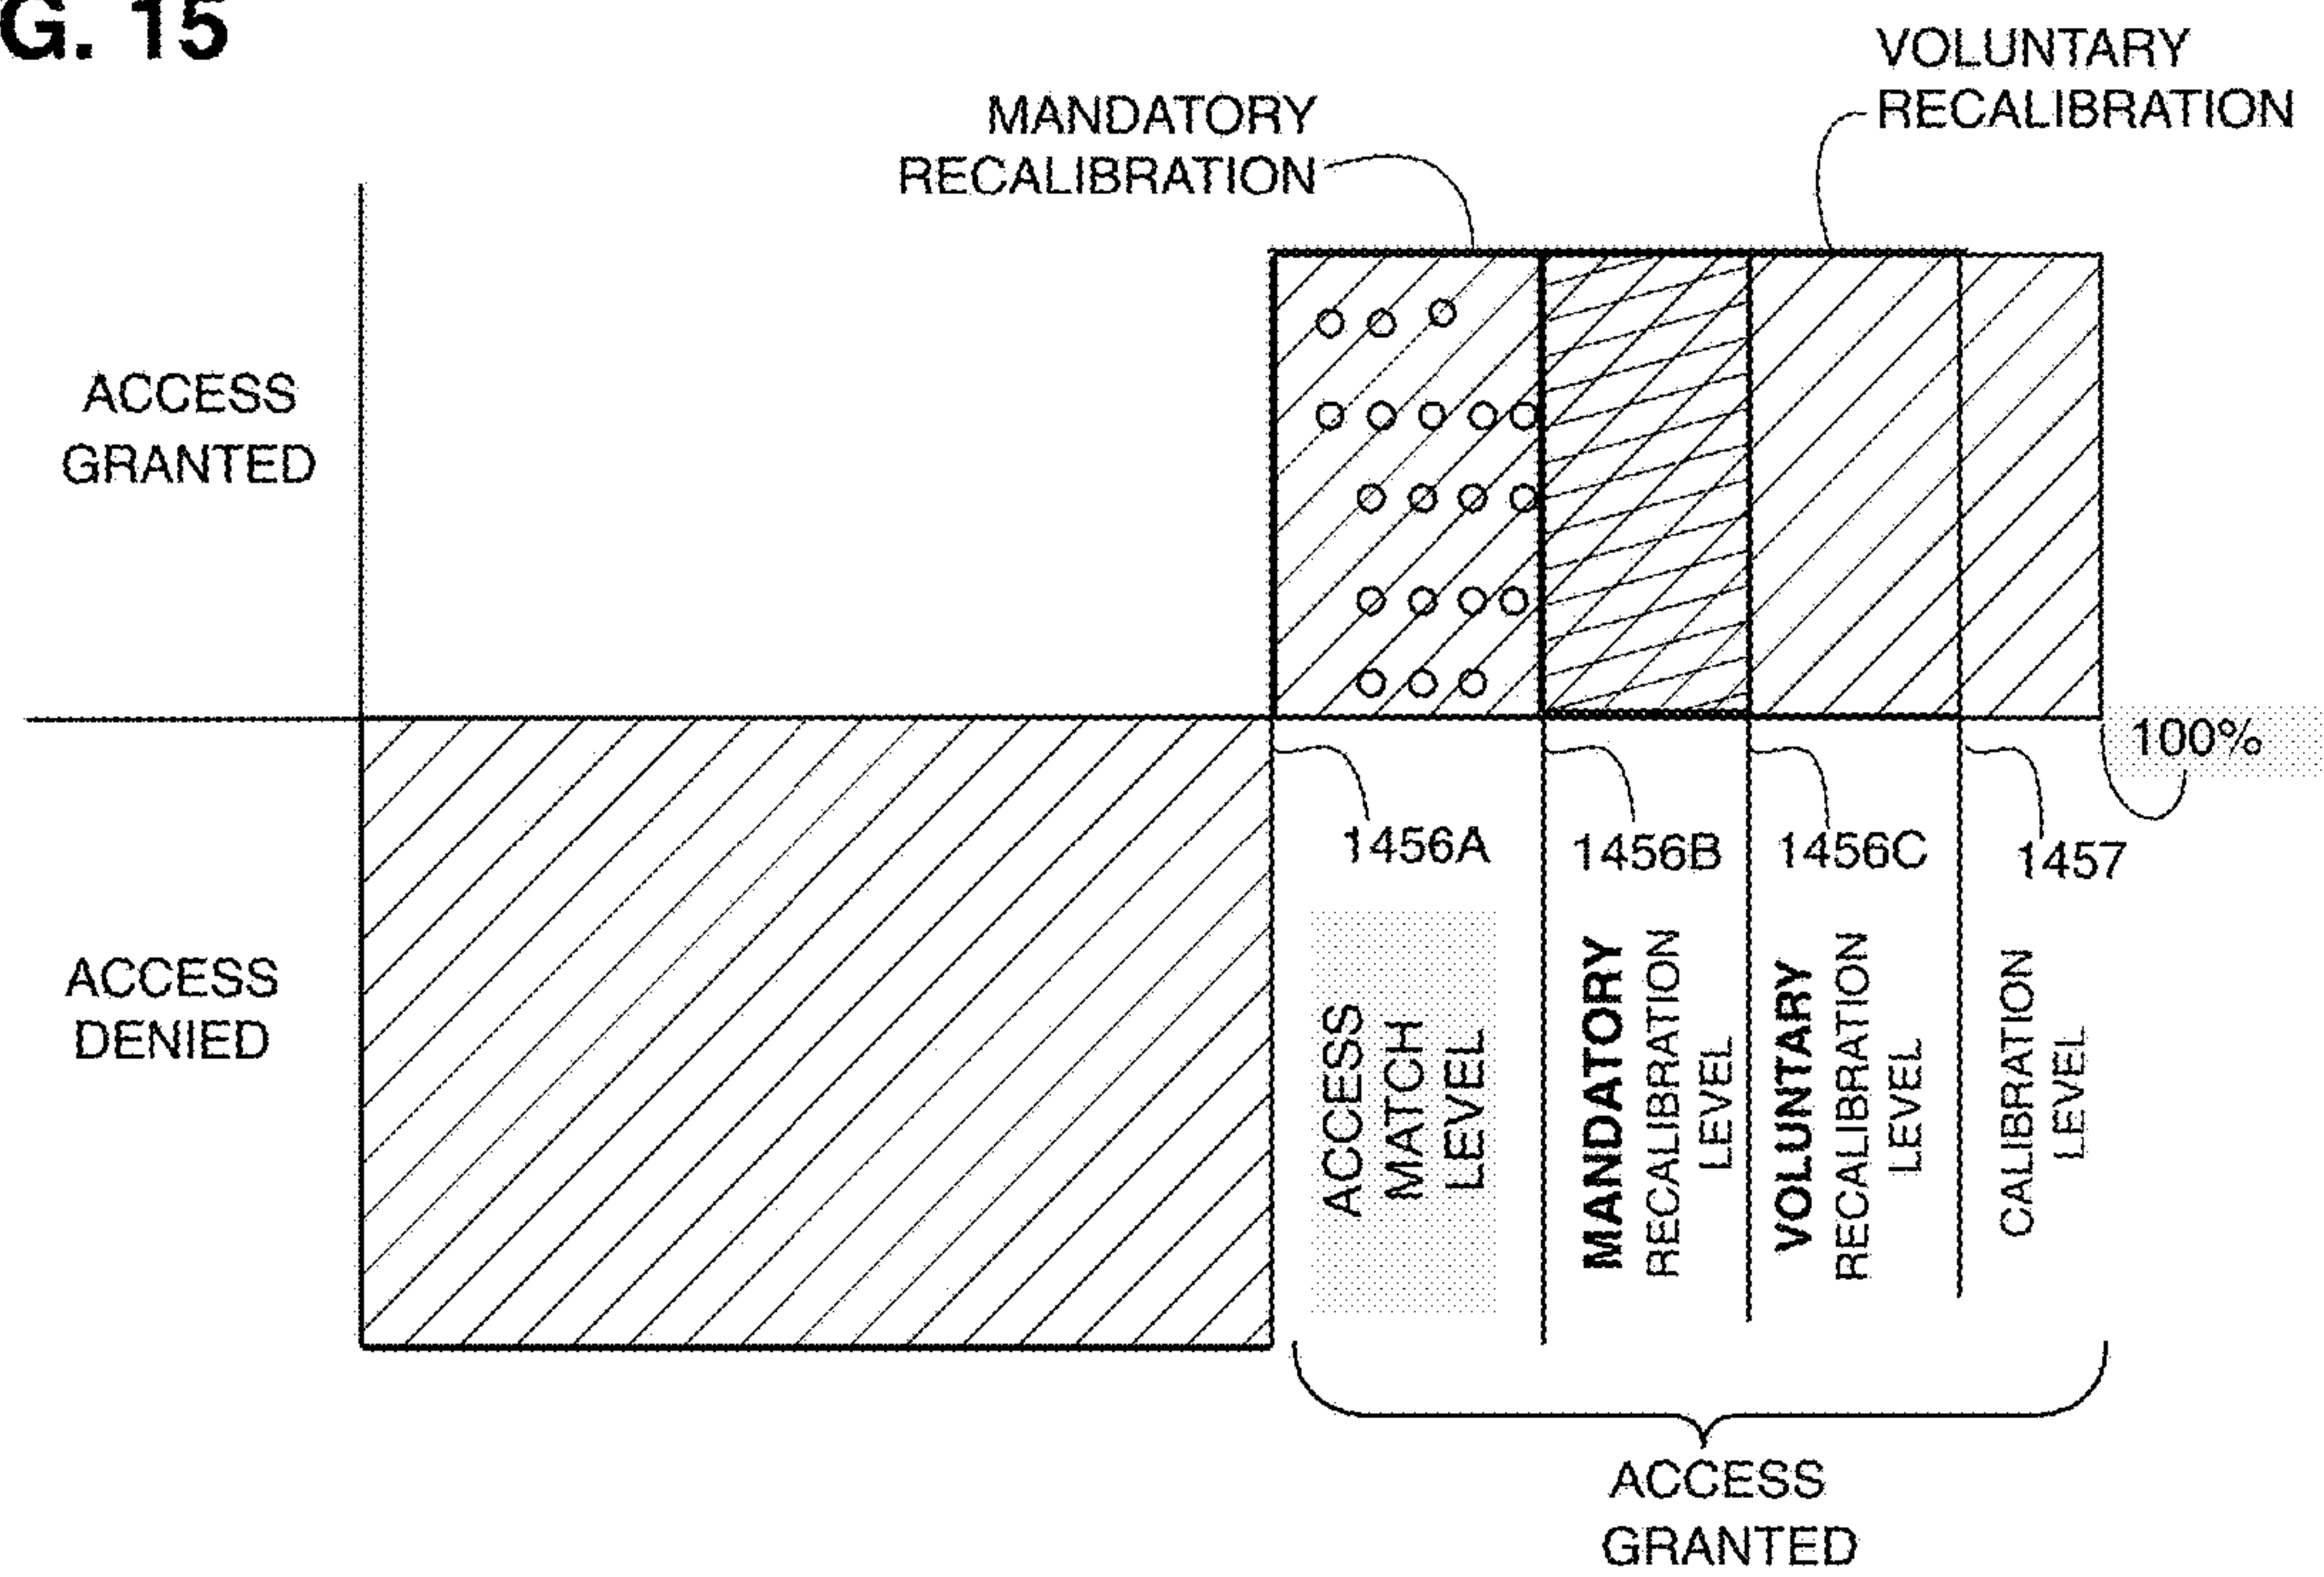 G. 15
VOLUNTARY
RECALIBRATION
MANDATORY
RECALIBRATION
ACCESS
GRANTED
100%
1456A
1456B
1456C
1457
ACCESS
DENIED
ACCESS
MATCH
LEVEL
MANDATORY
RECALIBRATION
LEVEL
VOLUNTARY
RECALIBRATION
LEVEL
CALIBRATION
LEVEL
ACCESS
GRANTED